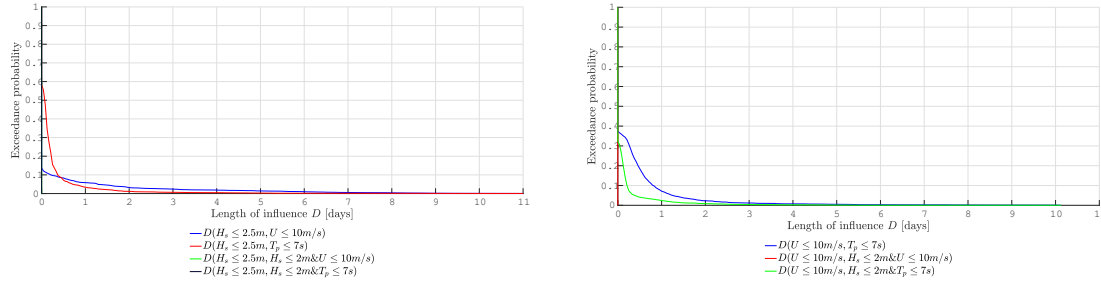 1
0.9
0.8
0.7
0.6
0.5
0.4
0.3
0.2
0.1
0
0 1 2 3 4 5 6 7 8 9 10 11
Exceedance probability
Length of influence D [days]
D(H_s ≤ 2.5m, U ≤ 10m/s)
D(H_s ≤ 2.5m, T_p ≤ 7s)
D(H_s ≤ 2.5m, H_s ≤ 2m&U ≤ 10m/s)
D(H_s ≤ 2.5m, H_s ≤ 2m&T_p ≤ 7s)
1
0.9
0.8
0.7
0.6
0.5
0.4
0.3
0.2
0.1
0
0 1 2 3 4 5 6 7 8 9 10 11
Exceedance probability
Length of influence D [days]
D(U ≤ 10m/s, T_p ≤ 7s)
D(U ≤ 10m/s, H_s ≤ 2m&U ≤ 10m/s)
D(U ≤ 10m/s, H_s ≤ 2m&T_p ≤ 7s)